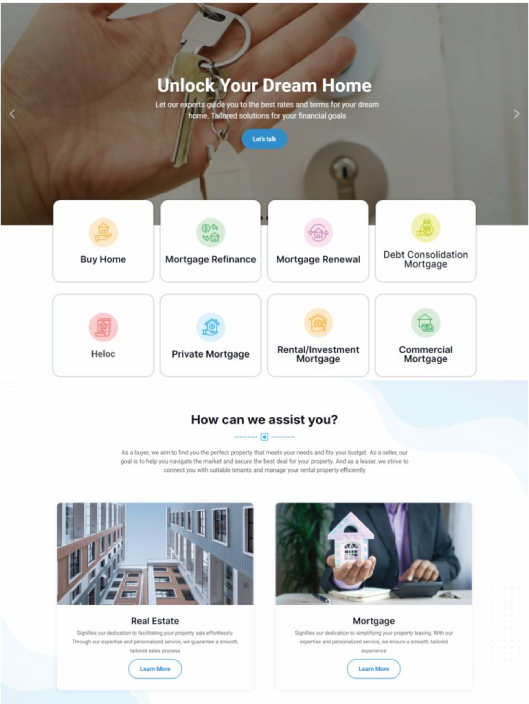 Unlock Your Dream Home
Let our experts guide you to the best rates and terms for your dream
home. Tailored solutions for your financial goals
Let's talk
Buy Home
Mortgage Refinance
Mortgage Renewal
Debt Consolidation
Mortgage
Heloc
Private Mortgage
Rental/Investment
Mortgage
Commercial
Mortgage
How can we assist you?
As a buyer, we aim to find you the perfect property that meets your needs and fits your budget. As a seller, our
goal is to help you navigate the market and secure the best deal for your property. And as a leaser, we strive to
connect you with suitable tenants and manage your rental property efficiently
Real Estate
Signifies our dedication to facilitating your property sale effortlessly.
Through our expertise and personalized service, we guarantee a smooth,
tailored sales process
Learn More
Mortgage
Signifies our dedication to simplifying your property leasing. With our
expertise and personalized service, we ensure a smooth, tailored
experience
Learn More